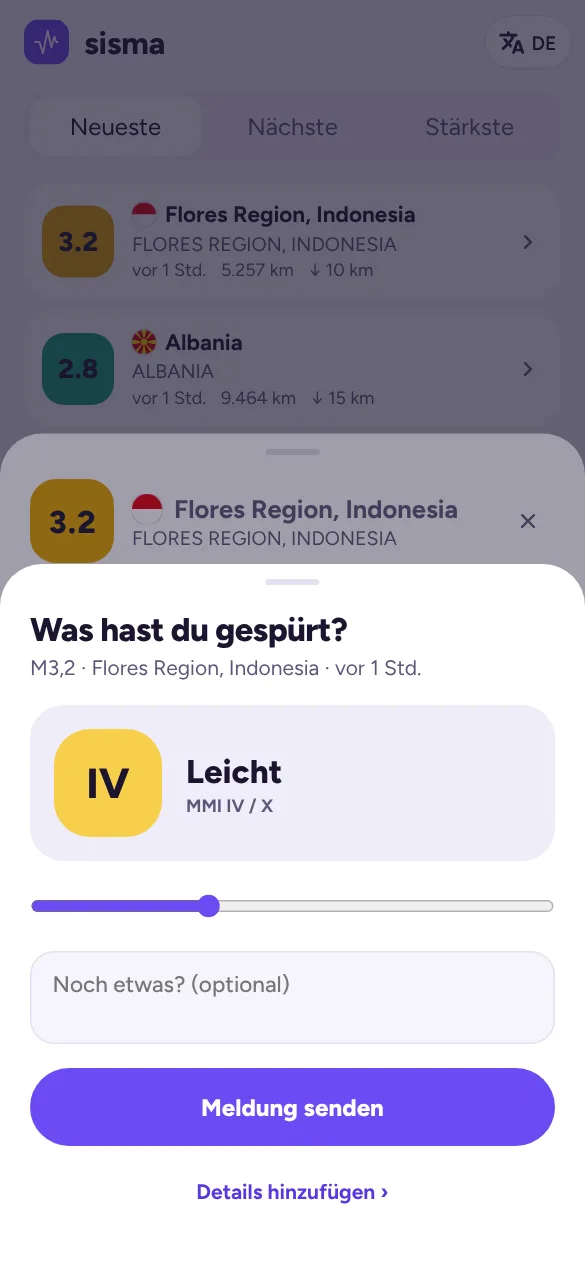 sisma
DE
Neueste
Nächste
Stärkste
3.2
Flores Region, Indonesia
FLORES REGION, INDONESIA
vor 1 Std. 5.257 km ↓ 10 km
2.8
Albania
ALBANIA
vor 1 Std. 9.464 km ↓ 15 km
3.2
Flores Region, Indonesia
FLORES REGION, INDONESIA
Was hast du gespürt?
M3,2 · Flores Region, Indonesia · vor 1 Std.
IV
Leicht
MMI IV / X
Noch etwas? (optional)
Meldung senden
Details hinzufügen ›